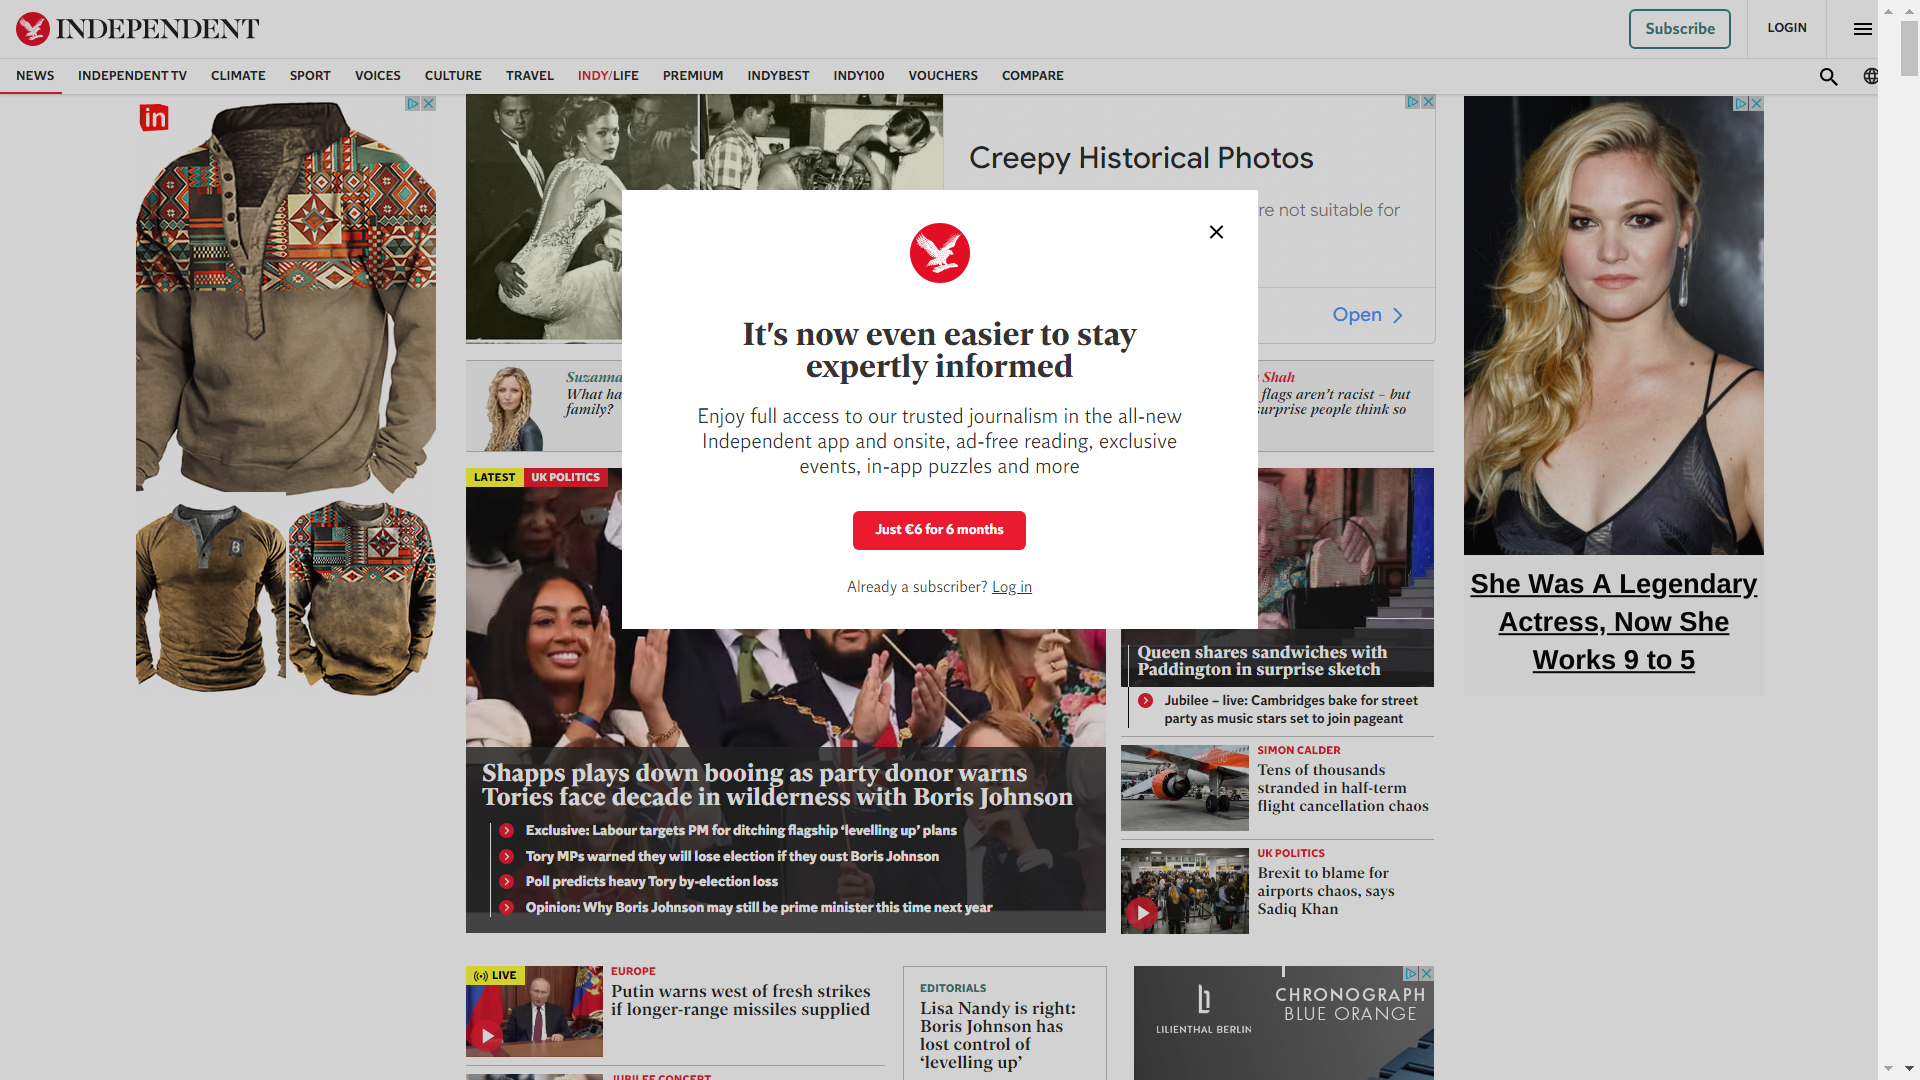 INDEPENDENT
Subscribe
LOGIN
NEWS
INDEPENDENT TV
CLIMATE
SPORT
VOICES
CULTURE
TRAVEL
INDY/LIFE
PREMIUM
INDYBEST
INDY100
VOUCHERS
COMPARE
in
Creepy Historical Photos
re not suitable for
Open
It's now even easier to stay
expertly informed
Enjoy full access to our trusted journalism in the all-new
Independent app and onsite, ad-free reading, exclusive
events, in-app puzzles and more
Just €6 for 6 months
Already a subscriber? Log in
Suzanna
What ha
family?
Shah
flags aren't racist – but
surprise people think so
LATEST
UK POLITICS
Shapps plays down booing as party donor warns
Tories face decade in wilderness with Boris Johnson
Exclusive: Labour targets PM for ditching flagship ‘levelling up’ plans
Tory MPs warned they will lose election if they oust Boris Johnson
Poll predicts heavy Tory by-election loss
Opinion: Why Boris Johnson may still be prime minister this time next year
Queen shares sandwiches with
Paddington in surprise sketch
Jubilee – live: Cambridges bake for street
party as music stars set to join pageant
SIMON CALDER
Tens of thousands
stranded in half-term
flight cancellation chaos
UK POLITICS
Brexit to blame for
airports chaos, says
Sadiq Khan
She Was A Legendary
Actress, Now She
Works 9 to 5
LIVE
EUROPE
Putin warns west of fresh strikes
if longer-range missiles supplied
JUBILEE CONCERT
EDITORIALS
Lisa Nandy is right:
Boris Johnson has
lost control of
‘levelling up’
LILIENTHAL BERLIN
CHRONOGRAPH
BLUE ORANGE